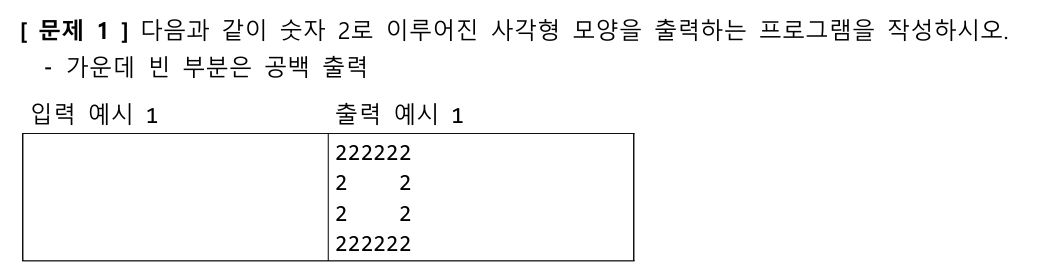 [ 문제 1 ] 다음과 같이 숫자 2로 이루어진 사각형 모양을 출력하는 프로그램을 작성하시오.
- 가운데 빈 부분은 공백 출력
입력 예시 1 출력 예시 1
222222
2    2
2    2
222222